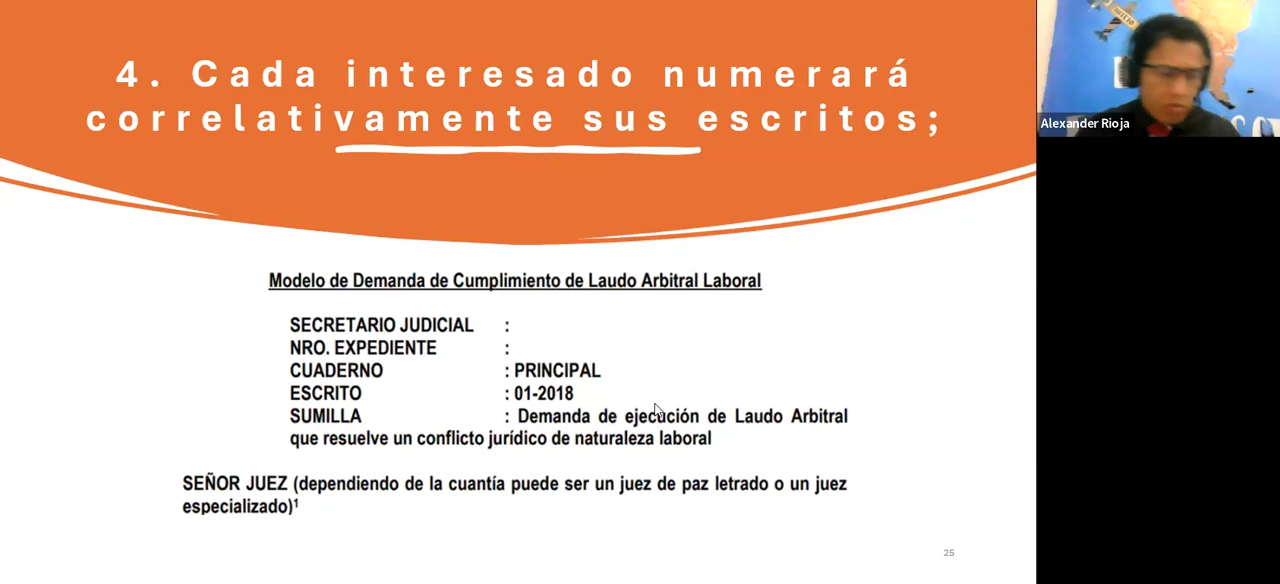 4. Cada interesado numerará
correlativamente sus escritos;
Alexander Rioja
Modelo de Demanda de Cumplimiento de Laudo Arbitral Laboral
SECRETARIO JUDICIAL :
NRO. EXPEDIENTE :
CUADERNO : PRINCIPAL
ESCRITO : 01-2018
SUMILLA : Demanda de ejecución de Laudo Arbitral
que resuelve un conflicto jurídico de naturaleza laboral
SEÑOR JUEZ (dependiendo de la cuantía puede ser un juez de paz letrado o un juez
especializado)¹
25